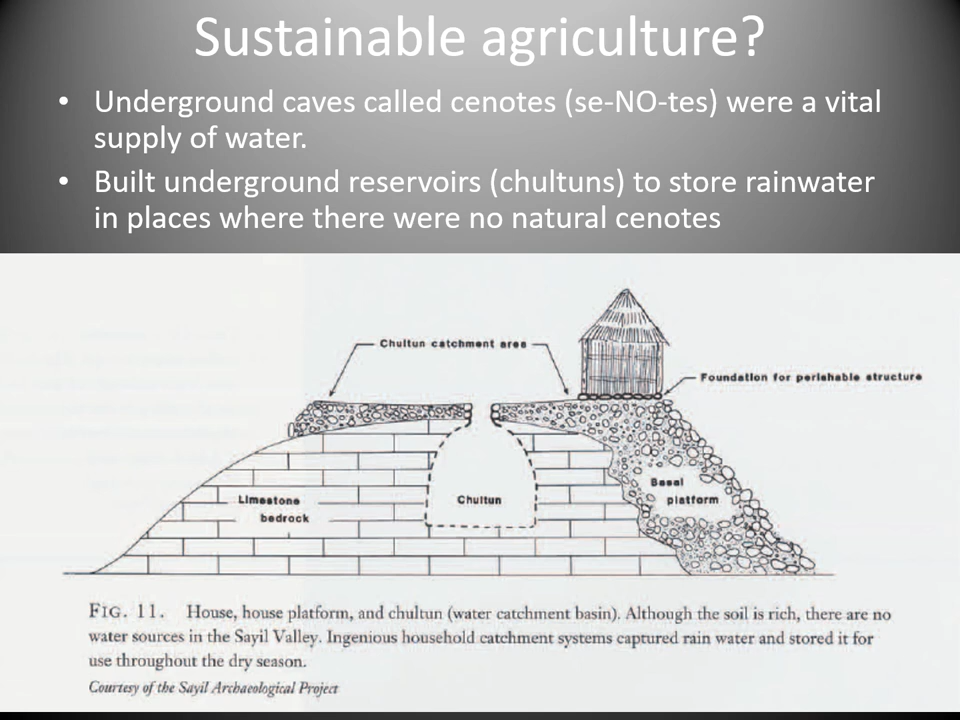 Sustainable agriculture?
• Underground caves called cenotes (se-NO-tes) were a vital
supply of water.
• Built underground reservoirs (chultuns) to store rainwater
in places where there were no natural cenotes
Chultun catchment area
Foundation for perishable structure
Basal
platform
Limestone
bedrock
Chultun
FIG. 11. House, house platform, and chultun (water catchment basin). Although the soil is rich, there are no
water sources in the Sayil Valley. Ingenious household catchment systems captured rain water and stored it for
use throughout the dry season.
Courtesy of the Sayil Archaeological Project